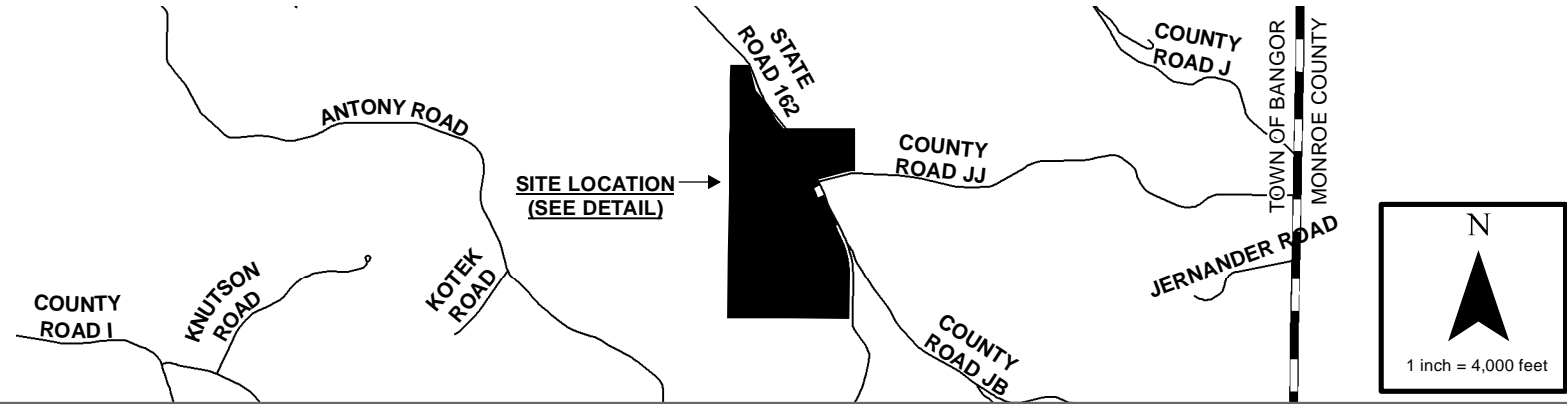 STATE
ROAD 162
COUNTY
ROAD J
TOWN OF BANGOR
MONROE COUNTY
ANTONY ROAD
COUNTY
ROAD JJ
SITE LOCATION
(SEE DETAIL)
JERNANDER ROAD
N
KNUTSON
ROAD
KOTEK
ROAD
COUNTY
ROAD I
COUNTY
ROAD JB
1 inch = 4,000 feet